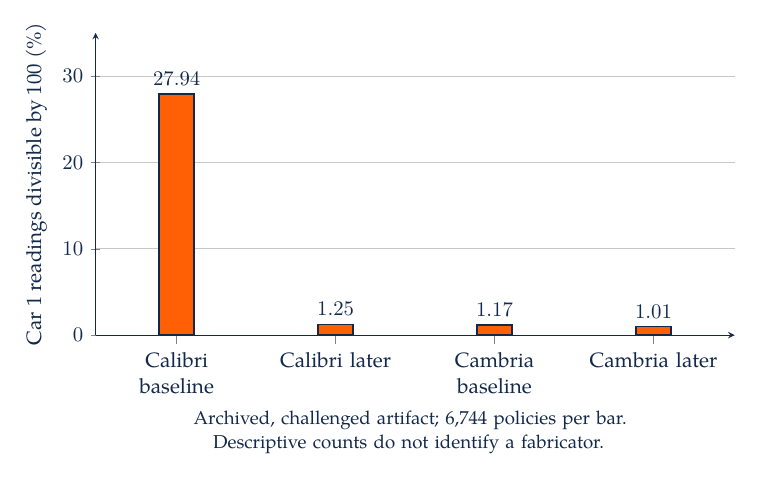 Car 1 readings divisible by 100 (%)
30
20
10
0
27.94
1.25
1.17
1.01
Calibri
baseline
Calibri later
Cambria
baseline
Cambria later
Archived, challenged artifact; 6,744 policies per bar.
Descriptive counts do not identify a fabricator.